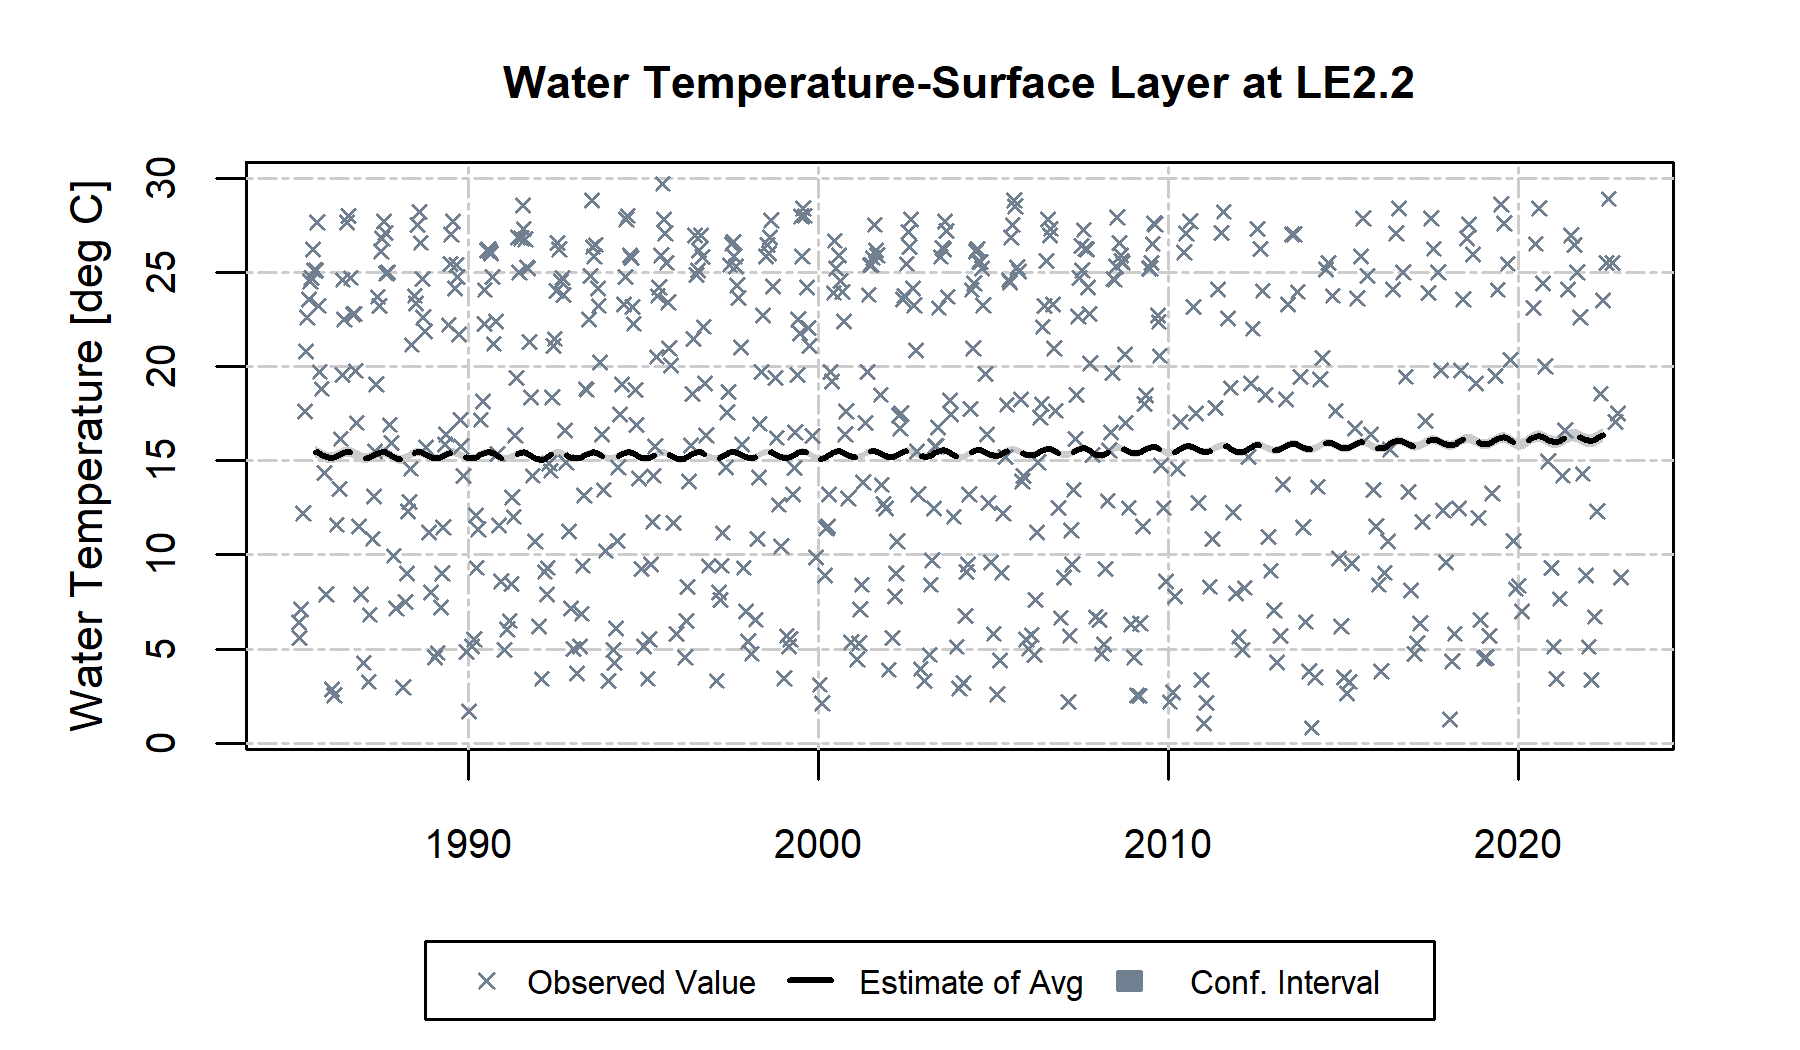 Water Temperature-Surface Layer at LE2.2
Water Temperature [deg C]
30
25
20
15
10
5
0
1990 2000 2010 2020
Observed Value Estimate of Avg Conf. Interval